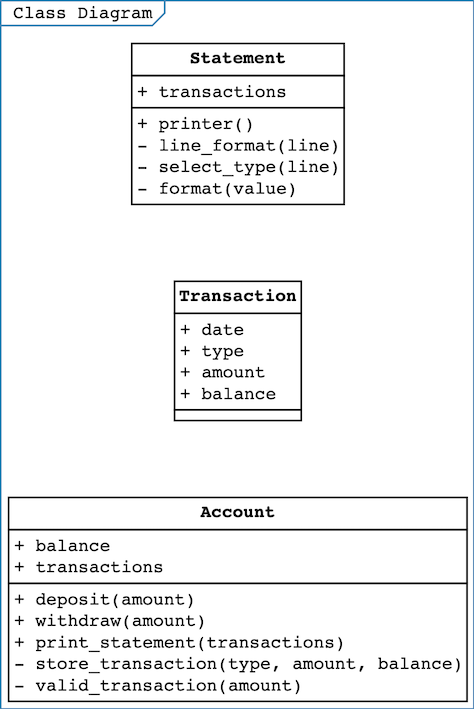 Class Diagram
Statement
+ transactions
+ printer()
- line_format(line)
- select_type(line)
- format(value)
Transaction
+ date
+ type
+ amount
+ balance
Account
+ balance
+ transactions
+ deposit(amount)
+ withdraw(amount)
+ print_statement(transactions)
- store_transaction(type, amount, balance)
- valid_transaction(amount)